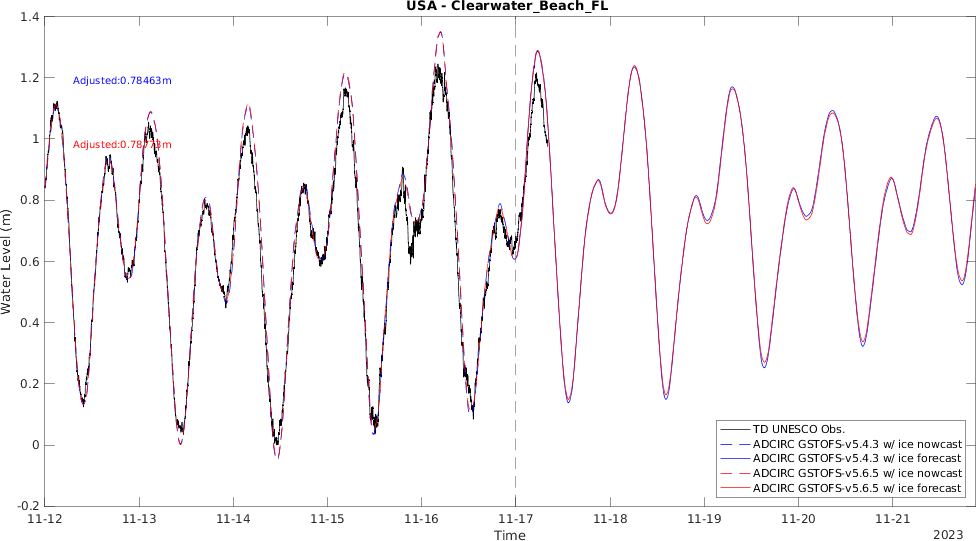 USA - Clearwater_Beach_FL
1.4
1.2
1
0.8
0.6
0.4
0.2
0
-0.2
Water Level (m)
Adjusted:0.78463m
TD UNESCO Obs.
ADCIRC GSTOFS-v5.4.3 w/ ice nowcast
ADCIRC GSTOFS-v5.4.3 w/ ice forecast
ADCIRC GSTOFS-v5.6.5 w/ ice nowcast
ADCIRC GSTOFS-v5.6.5 w/ ice forecast
11-12 11-13 11-14 11-15 11-16 11-17 11-18 11-19 11-20 11-21
Time
2023